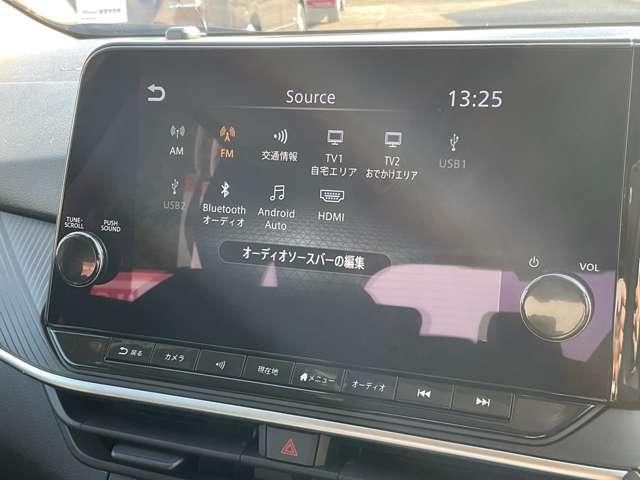 Source
13:25
AM
FM
交通情報
TV1
自宅エリア
TV2
おでかけエリア
USB1
USB2
Bluetooth
オーディオ
Android
Auto
HDMI
オーディオソースバーの編集
TUNE-
SCROLL
PUSH
SOUND
VOL
戻る
カメラ
現在地
メニュー
オーディオ